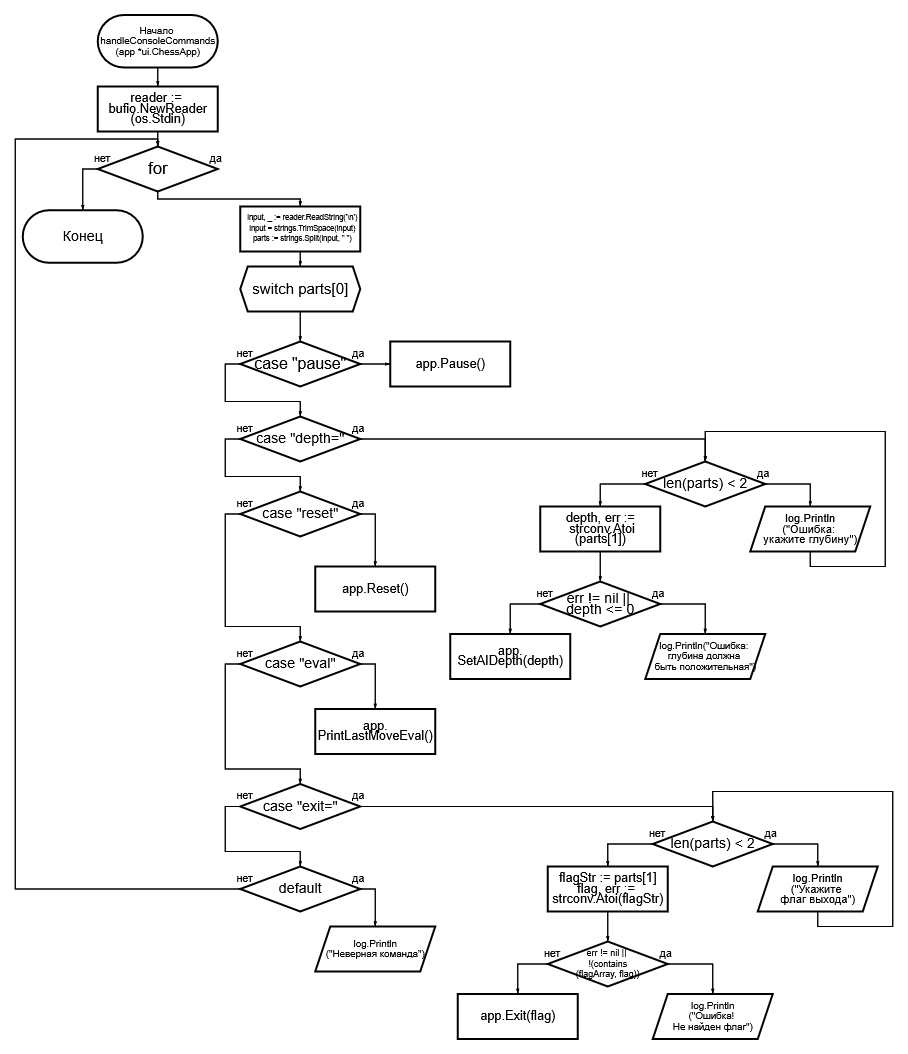 Начало
handleConsoleCommands
(app *ui.ChessApp)
reader :=
bufio.NewReader
(os.Stdin)
нет
да
for
Конец
input, _ := reader.ReadString('\n')
input = strings.TrimSpace(input)
parts := strings.Split(input, " ")
switch parts[0]
нет
да
case "pause"
app.Pause()
нет
да
case "depth="
нет
да
len(parts) < 2
depth, err :=
strconv.Atoi
(parts[1])
log.Println
("Ошибка:
укажите глубину")
нет
да
case "reset"
app.Reset()
нет
да
err != nil ||
depth <= 0
app.
SetAIDepth(depth)
log.Println("Ошибка:
глубина должна
быть положительная")
нет
да
case "eval"
app.
PrintLastMoveEval()
нет
да
case "exit="
нет
да
len(parts) < 2
flagStr := parts[1]
flag, err :=
strconv.Atoi(flagStr)
log.Println
("Укажите
флаг выхода")
нет
да
default
log.Println
("Неверная команда")
нет
да
err != nil ||
!(contains
(flagArray, flag))
app.Exit(flag)
log.Println
("Ошибка!
Не найден флаг")